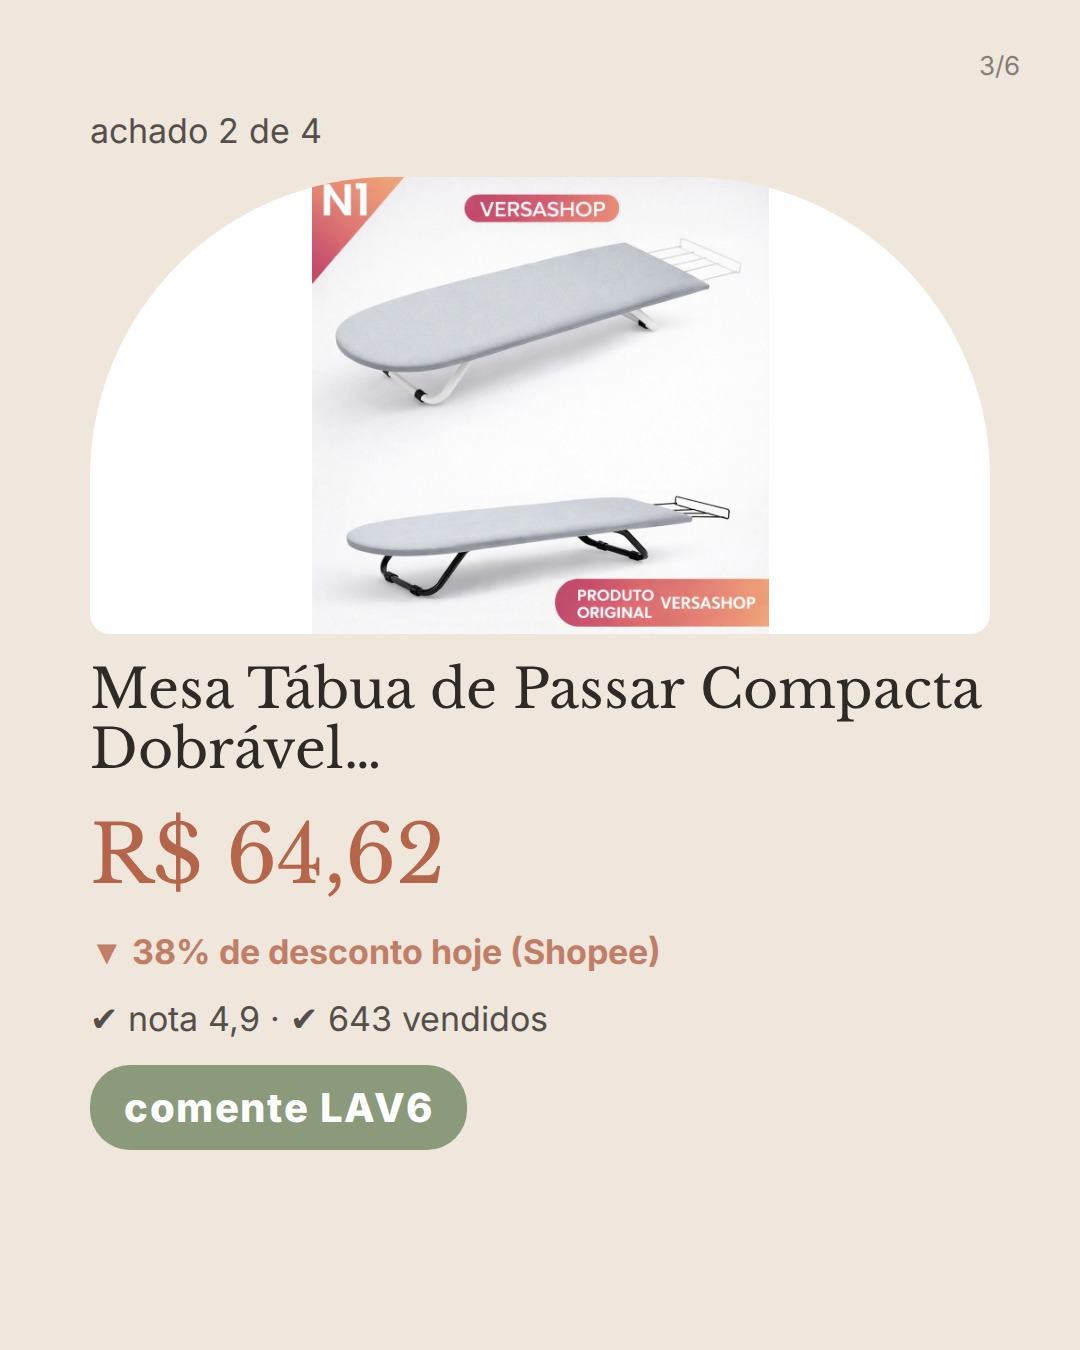 3/6
achado 2 de 4
N1
VERSASHOP
PRODUTO
ORIGINAL
VERSASHOP
Mesa Tábua de Passar Compacta
Dobrável...
R$ 64,62
▼ 38% de desconto hoje (Shopee)
✔ nota 4,9 · ✔ 643 vendidos
comente LAV6